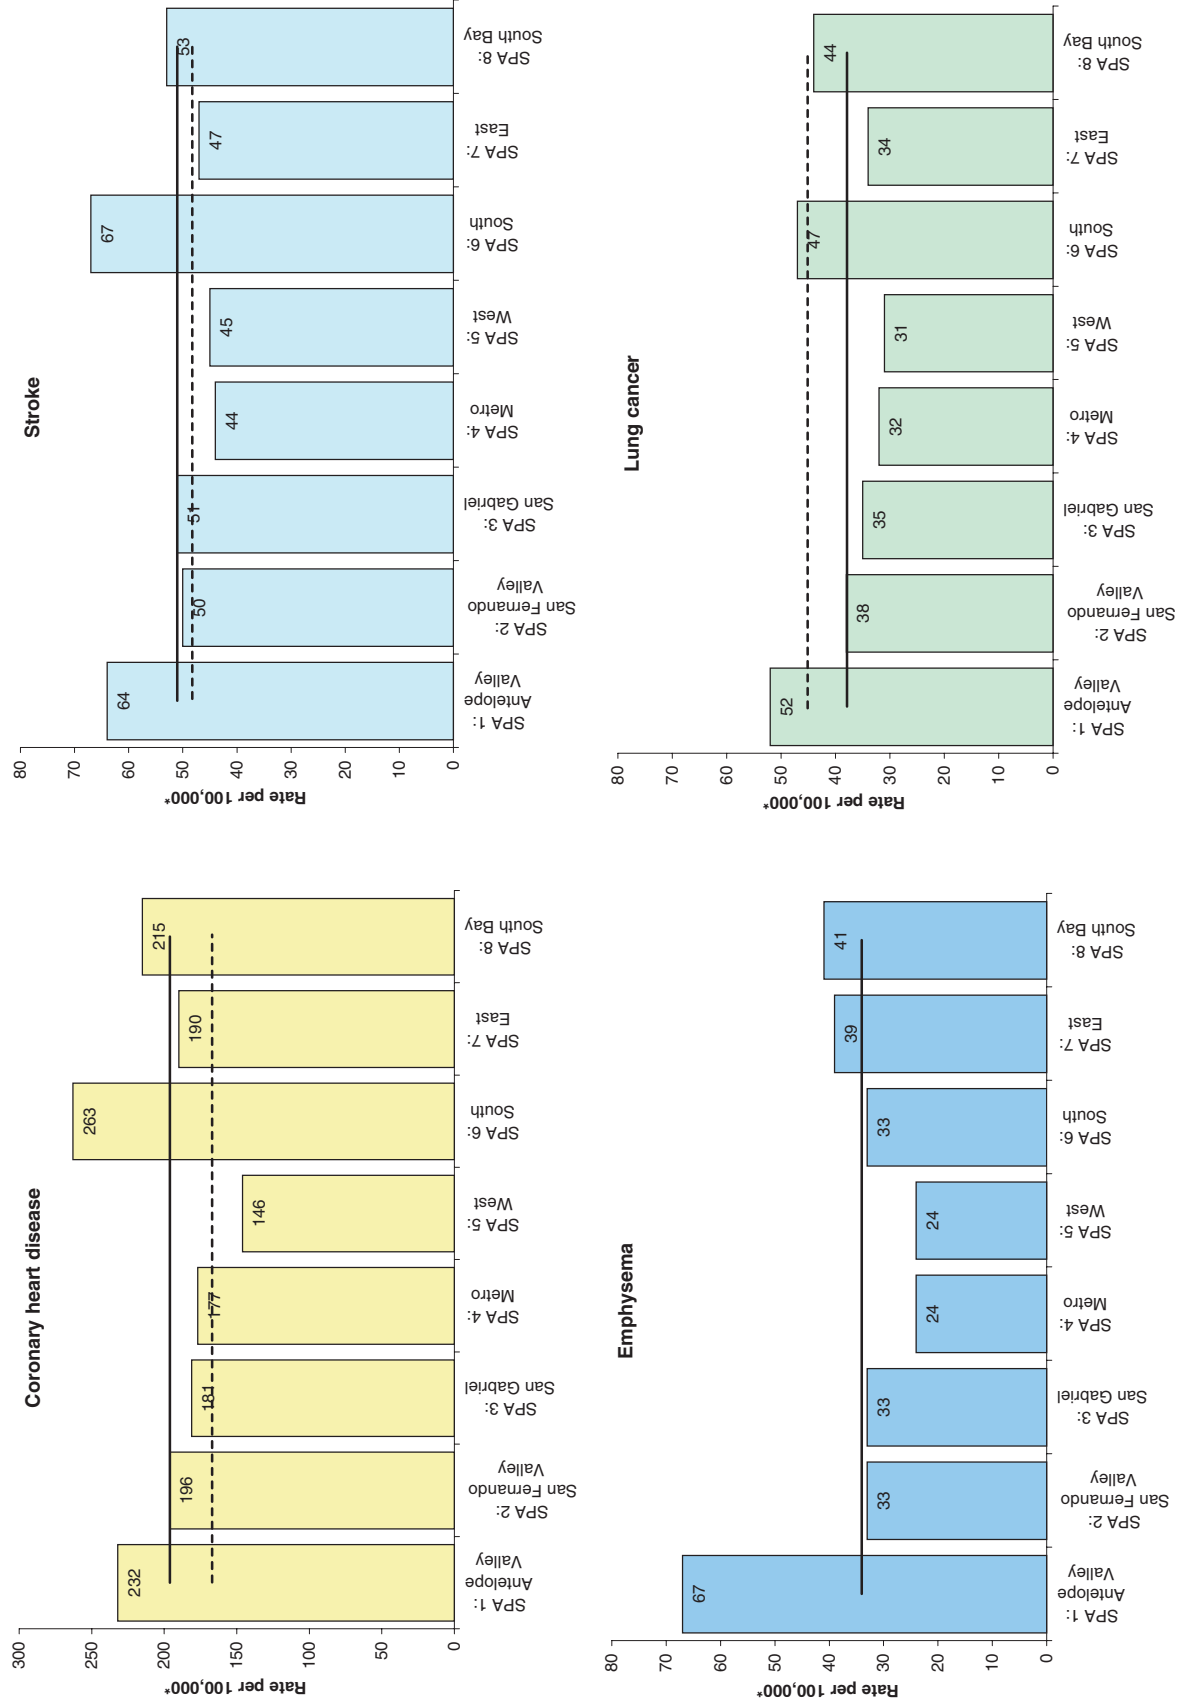 Coronary heart disease
Rate per 100,000*
300
250
200
150
100
50
0
232
196
181
177
146
263
190
215
SPA 1:
Antelope
Valley
SPA 2:
San Fernando
Valley
SPA 3:
San Gabriel
SPA 4:
Metro
SPA 5:
West
SPA 6:
South
SPA 7:
East
SPA 8:
South Bay
Stroke
Rate per 100,000*
80
70
60
50
40
30
20
10
0
64
50
51
44
45
67
47
53
SPA 1:
Antelope
Valley
SPA 2:
San Fernando
Valley
SPA 3:
San Gabriel
SPA 4:
Metro
SPA 5:
West
SPA 6:
South
SPA 7:
East
SPA 8:
South Bay
Emphysema
Rate per 100,000*
80
70
60
50
40
30
20
10
0
67
33
33
24
24
33
39
41
SPA 1:
Antelope
Valley
SPA 2:
San Fernando
Valley
SPA 3:
San Gabriel
SPA 4:
Metro
SPA 5:
West
SPA 6:
South
SPA 7:
East
SPA 8:
South Bay
Lung cancer
Rate per 100,000*
80
70
60
50
40
30
20
10
0
52
38
35
32
31
47
34
44
SPA 1:
Antelope
Valley
SPA 2:
San Fernando
Valley
SPA 3:
San Gabriel
SPA 4:
Metro
SPA 5:
West
SPA 6:
South
SPA 7:
East
SPA 8:
South Bay